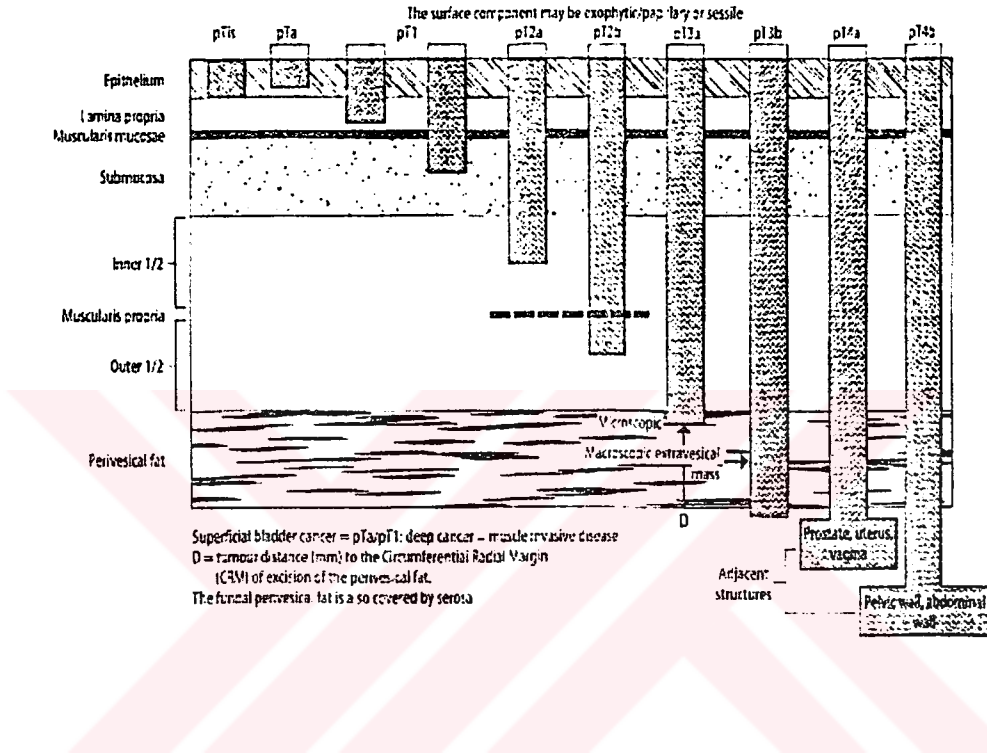 The surface component may be exophytic/papillary or sessile
pTis pTa pT1 pT2a pT2b pT3a pT3b pT4a pT4b
Epithelium
Lamina propria
Muscularis mucosae
Submucosa
Inner 1/2
Muscularis propria
Outer 1/2
Microscopic
Macroscopic extravesical
mass
Perivesical fat
D
Prostate, uterus,
vagina
Adjacent
structures
Pelvic wall, abdominal
wall
Superficial bladder cancer = pTa/pT1: deep cancer = muscle invasive disease
D = tumour distance (mm) to the Circumferential Radial Margin
(CRM) of excision of the perivesical fat.
The fundal perivesical fat is also covered by serosa